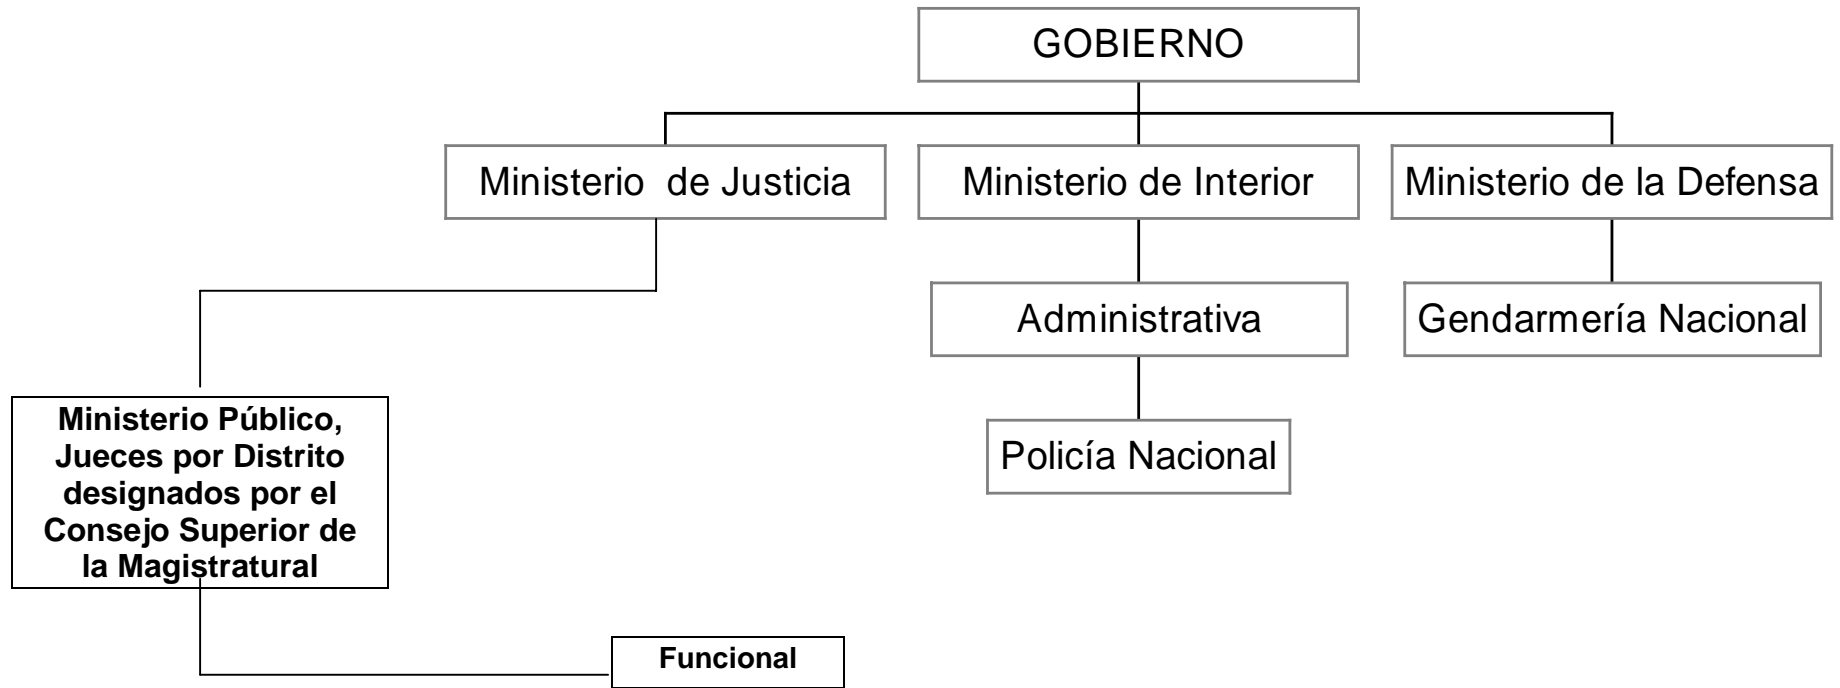 GOBIERNO
Ministerio de Justicia
Ministerio de Interior
Ministerio de la Defensa
Administrativa
Gendarmería Nacional
Ministerio Público,
Jueces por Distrito
designados por el
Consejo Superior de
la Magistratural
Policía Nacional
Funcional